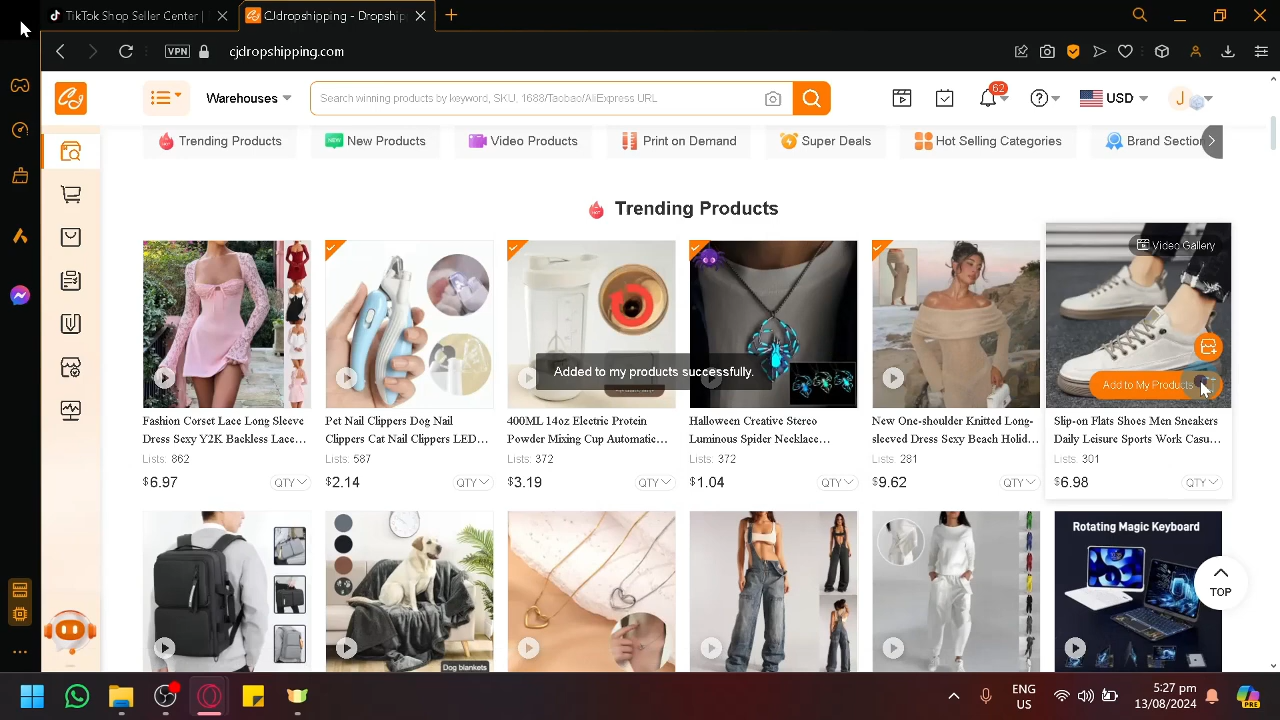 TikTok Shop Seller Center |
CJdropshipping - Dropship
VPN
cjdropshipping.com
Warehouses
Search winning products by keyword, SKU, 1688/Taobao/AliExpress URL
62
USD
J
HOT
Trending Products
NEW
New Products
Video Products
Print on Demand
Super Deals
Hot Selling Categories
Brand Section
HOT
Trending Products
Video Gallery
Added to my products successfully.
Add to My Products
Fashion Corset Lace Long Sleeve
Dress Sexy Y2K Backless Lace...
Lists: 862
$6.97
QTY
Pet Nail Clippers Dog Nail
Clippers Cat Nail Clippers LED...
Lists: 587
$2.14
QTY
400ML 14oz Electric Protein
Powder Mixing Cup Automatic...
Lists: 372
$3.19
QTY
Halloween Creative Stereo
Luminous Spider Necklace...
Lists: 372
$1.04
QTY
New One-shoulder Knitted Long-
sleeved Dress Sexy Beach Holid...
Lists: 281
$9.62
QTY
Slip-on Flats Shoes Men Sneakers
Daily Leisure Sports Work Casu...
Lists: 301
$6.98
QTY
Dog blankets
Rotating Magic Keyboard
TOP
ENG
US
5:27 pm
13/08/2024
PRE